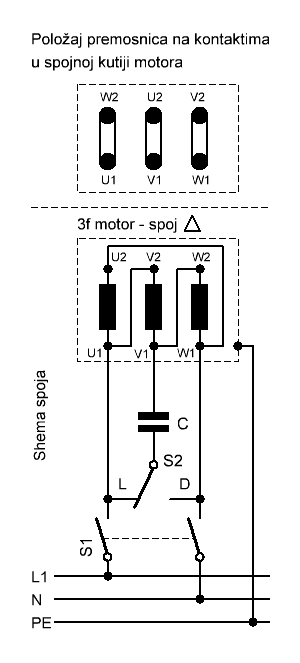 Položaj premosnica na kontaktima
u spojnoj kutiji motora
W2 U2 V2
U1 V1 W1
3f motor - spoj △
U2 V2 W2
U1 V1 W1
C
S2
L D
S1
Shema spoja
L1
N
PE